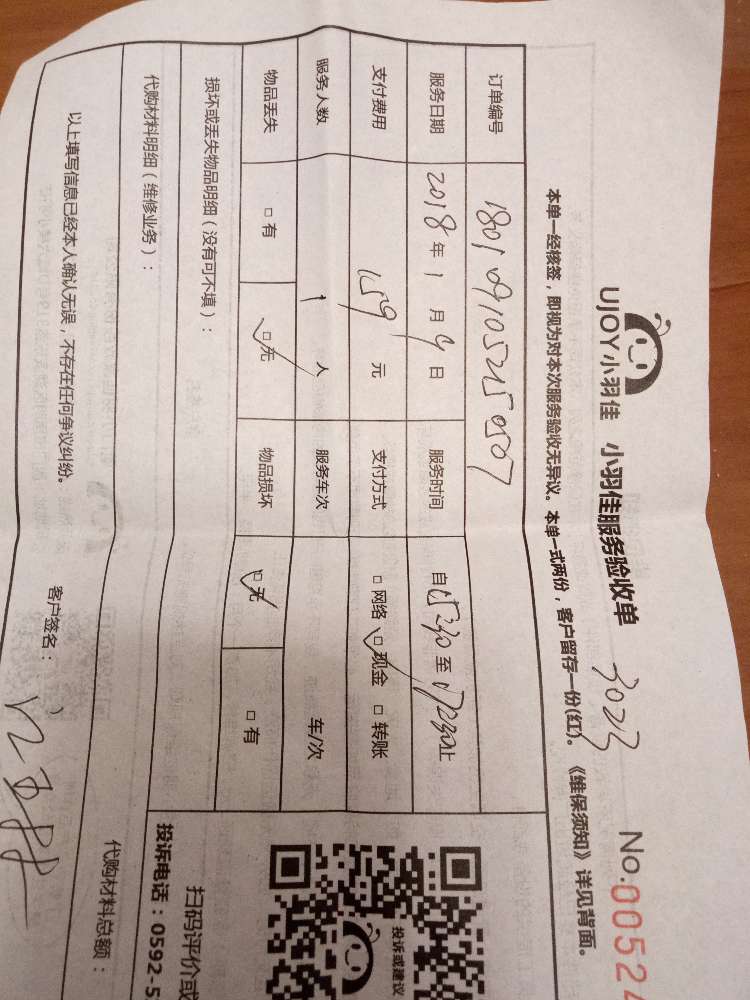 UJOY小羽佳 小羽佳服务验收单 3023 No.00524
本单一经核签，即视为对本次服务验收无异议。本单一式两份，客户留存一份(红)。《维保须知》详见背面。
订单编号 1801091052150507
服务日期 2018年1月9日 服务时间 自15:30至17:30止
支付费用 159元 支付方式 □网络 ☑现金 □转账
服务人数 1人 服务车次 车/次
物品丢失 □有 ☑无 物品损坏 ☑无 □有
损坏或丢失物品明细（没有可不填）：
代购材料明细（维修业务）：
代购材料总额：
以上填写信息已经本人确认无误，不存在任何争议纠纷。 客户签名：
投诉或建议
扫码评价或
投诉电话：0592-5